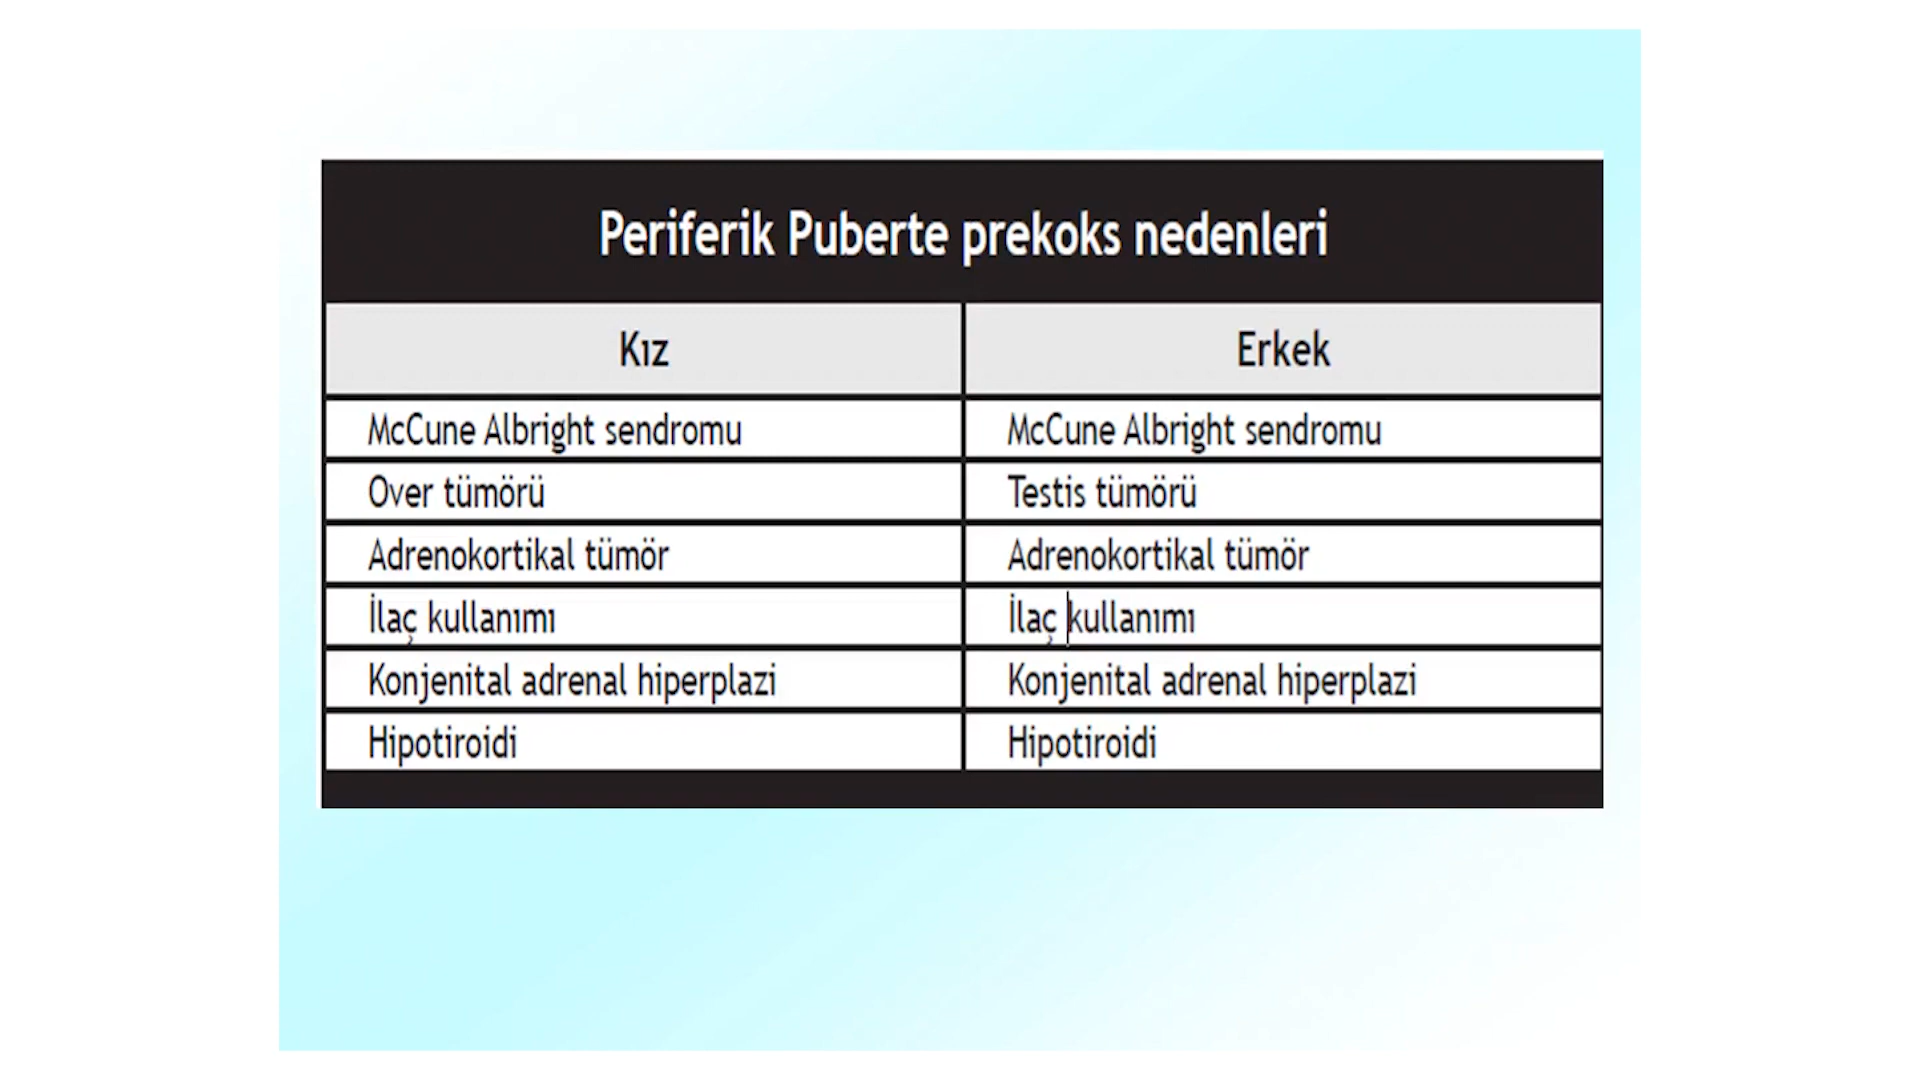 Periferik Puberte prekoks nedenleri
Kız Erkek
McCune Albright sendromu McCune Albright sendromu
Over tümörü Testis tümörü
Adrenokortikal tümör Adrenokortikal tümör
İlaç kullanımı İlaç kullanımı
Konjenital adrenal hiperplazi Konjenital adrenal hiperplazi
Hipotiroidi Hipotiroidi